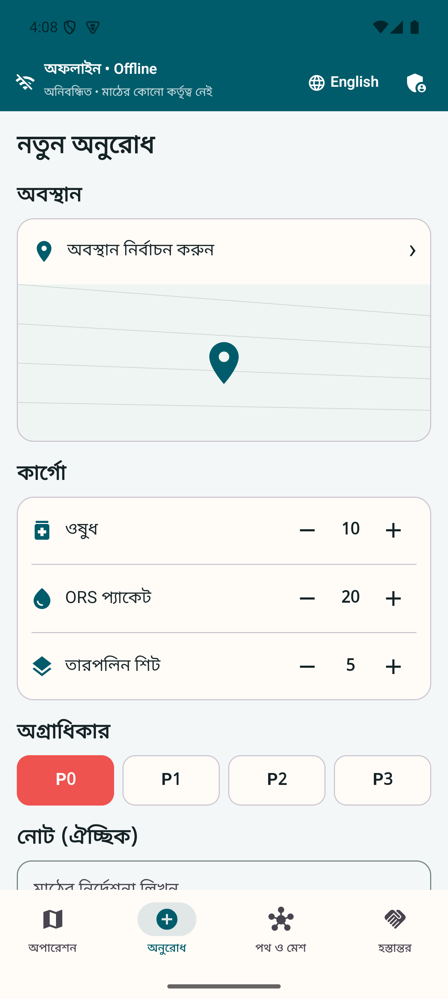 4:08
অফলাইন • Offline
অনিবন্ধিত • মাঠের কোনো কর্তৃত্ব নেই
English
নতুন অনুরোধ
অবস্থান
অবস্থান নির্বাচন করুন
কার্গো
ওষুধ
10
ORS প্যাকেট
20
তারপলিন শিট
5
অগ্রাধিকার
P0
P1
P2
P3
নোট (ঐচ্ছিক)
মাঠের নির্দেশনা লিখুন
অপারেশন
অনুরোধ
পথ ও মেশ
হস্তান্তর